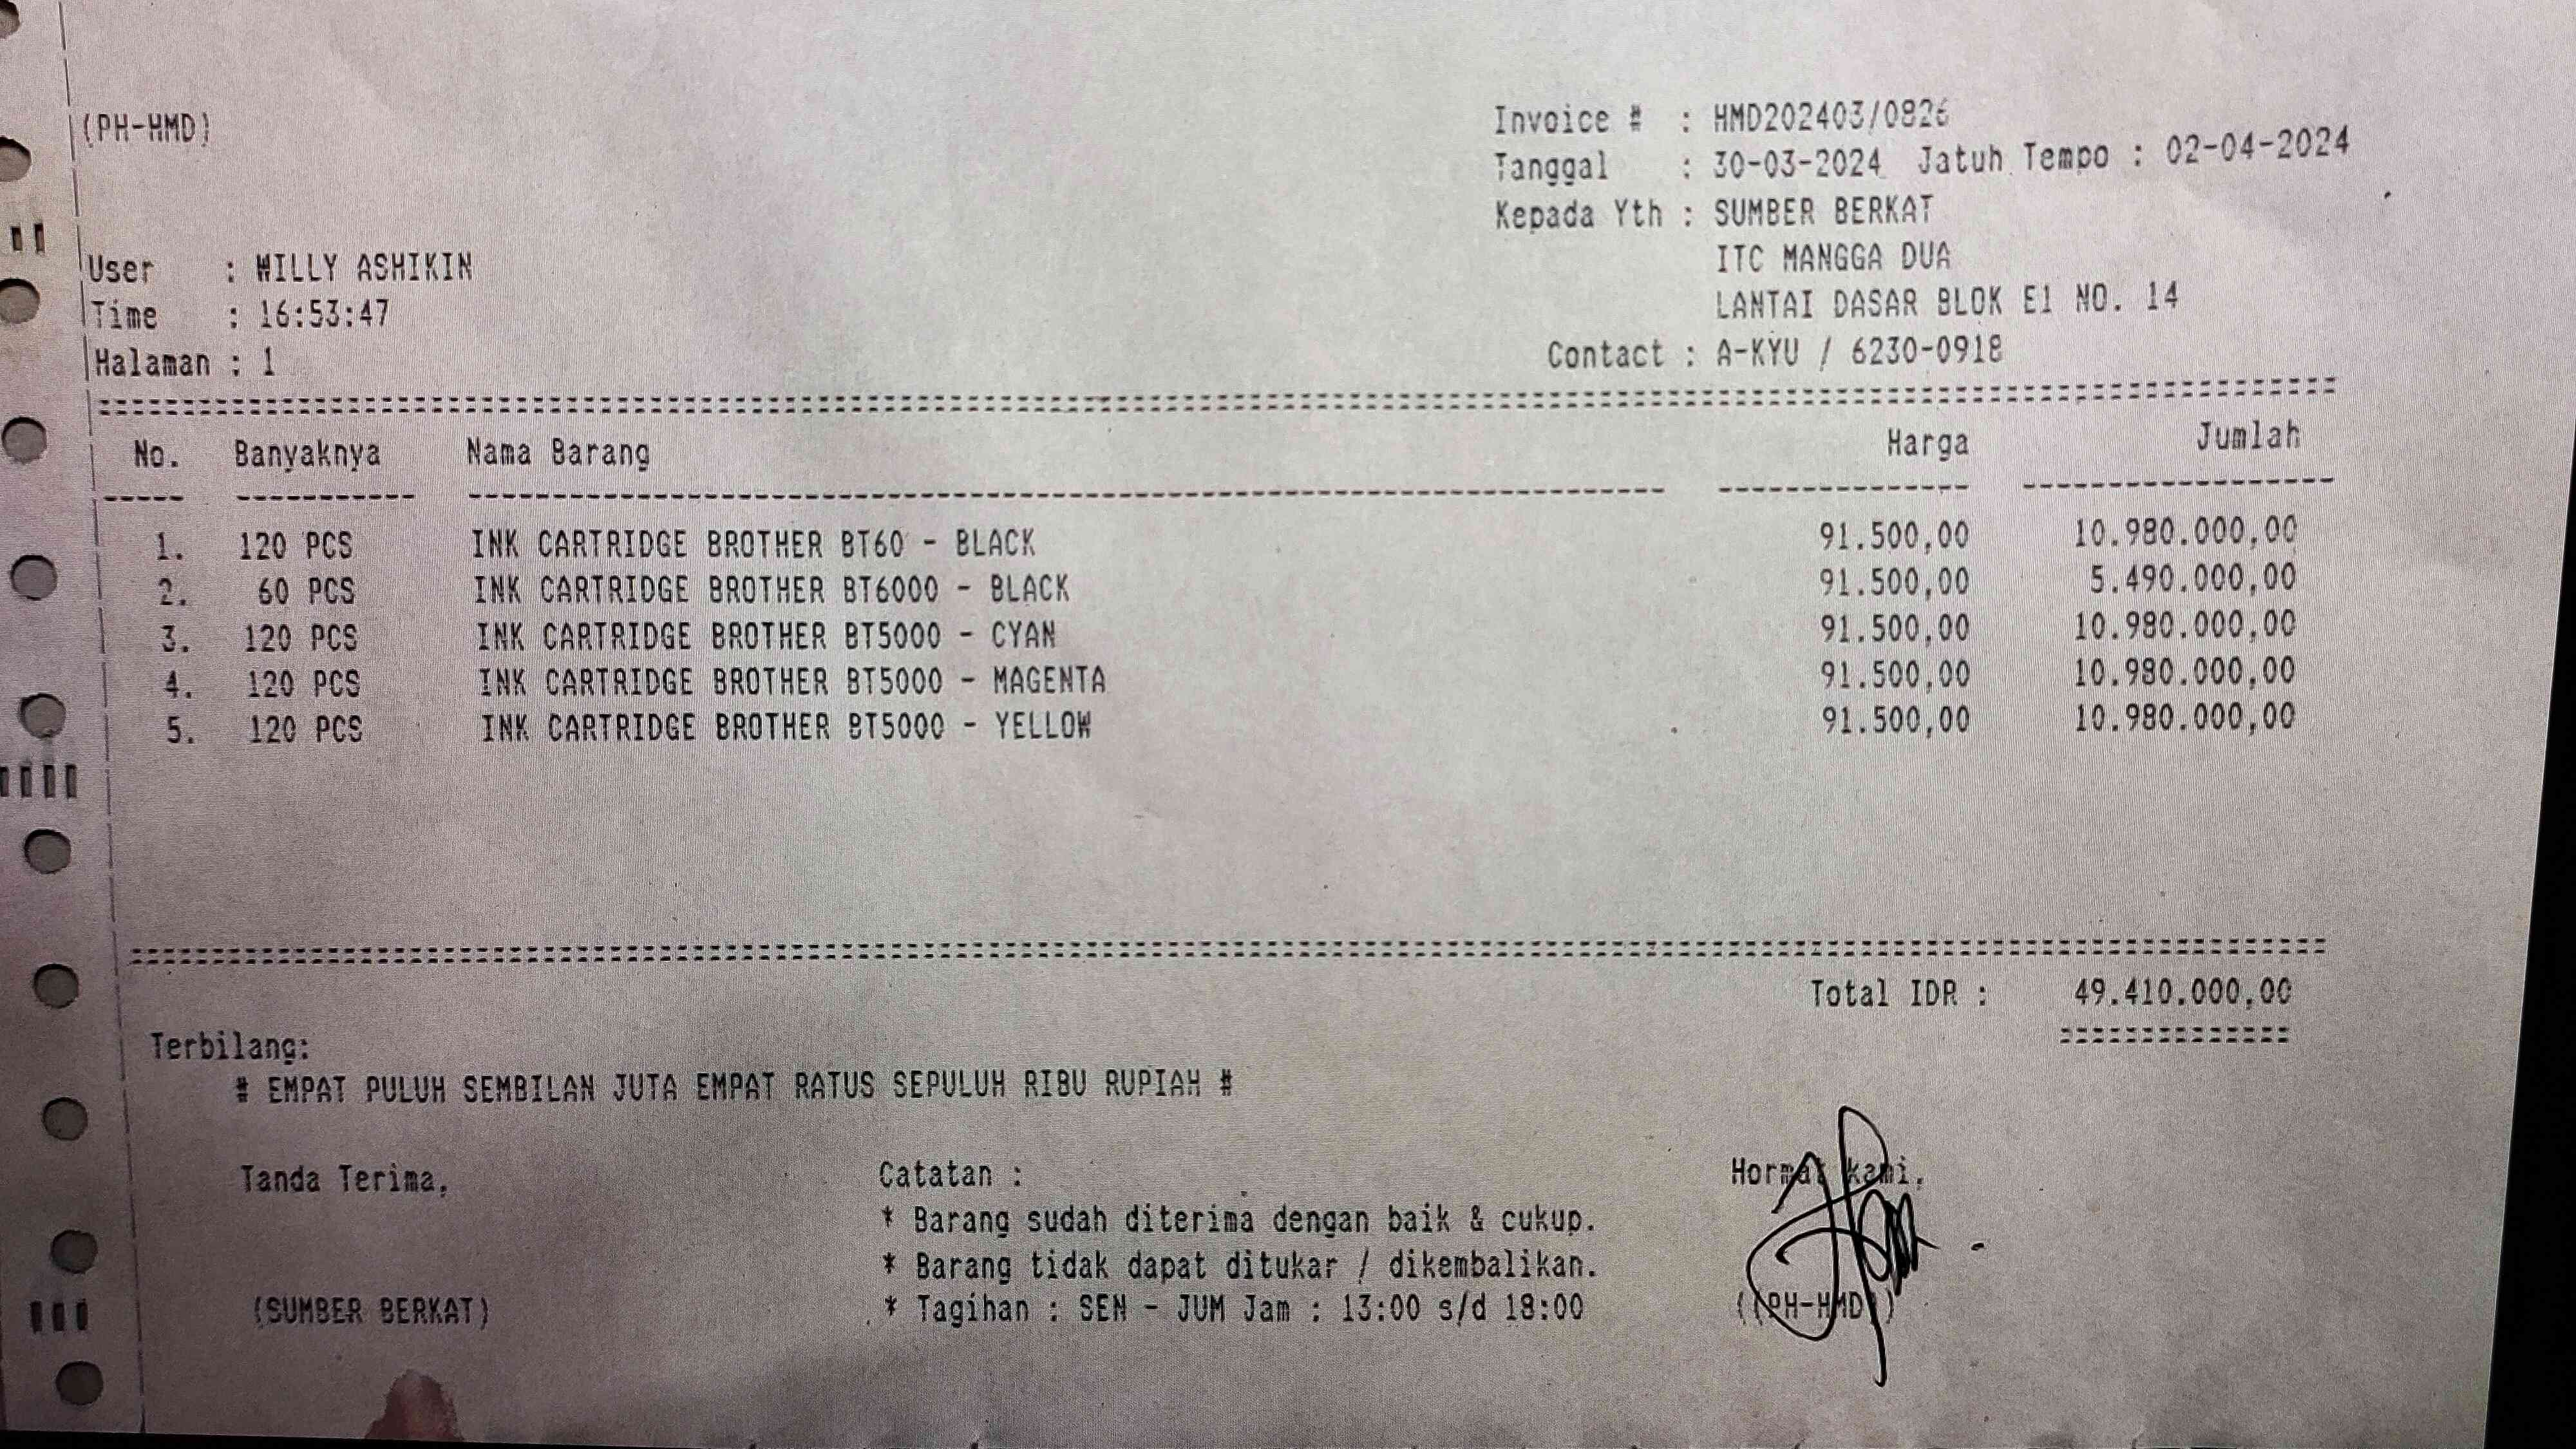 (PH-HMD)
Invoice # : HMD202403/0826
Tanggal : 30-03-2024 Jatuh Tempo : 02-04-2024
Kepada Yth : SUMBER BERKAT
ITC MANGGA DUA
LANTAI DASAR BLOK E1 NO. 14
Contact : A-KYU / 6230-0918
User : WILLY ASHIKIN
Time : 16:53:47
Halaman : 1
No. Banyaknya Nama Barang Harga Jumlah
1. 120 PCS INK CARTRIDGE BROTHER BT60 - BLACK 91.500,00 10.980.000,00
2. 60 PCS INK CARTRIDGE BROTHER BT6000 - BLACK 91.500,00 5.490.000,00
3. 120 PCS INK CARTRIDGE BROTHER BT5000 - CYAN 91.500,00 10.980.000,00
4. 120 PCS INK CARTRIDGE BROTHER BT5000 - MAGENTA 91.500,00 10.980.000,00
5. 120 PCS INK CARTRIDGE BROTHER BT5000 - YELLOW 91.500,00 10.980.000,00
Total IDR : 49.410.000,00
Terbilang:
# EMPAT PULUH SEMBILAN JUTA EMPAT RATUS SEPULUH RIBU RUPIAH #
Tanda Terima,
(SUMBER BERKAT)
Catatan :
* Barang sudah diterima dengan baik & cukup.
* Barang tidak dapat ditukar / dikembalikan.
* Tagihan : SEN - JUM Jam : 13:00 s/d 18:00
Hormat kami,
((PH-HMD))